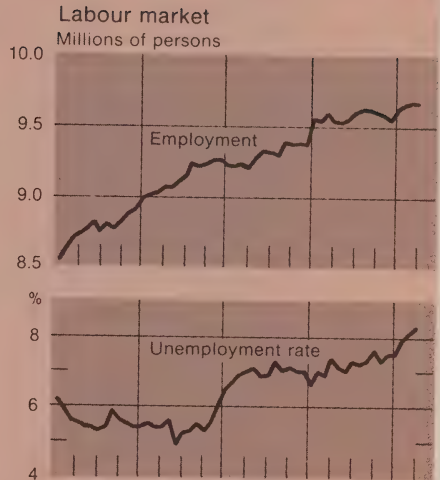 Labour market
Millions of persons
10.0
9.5
Employment
9.0
8.5
%
8
Unemployment rate
6
4